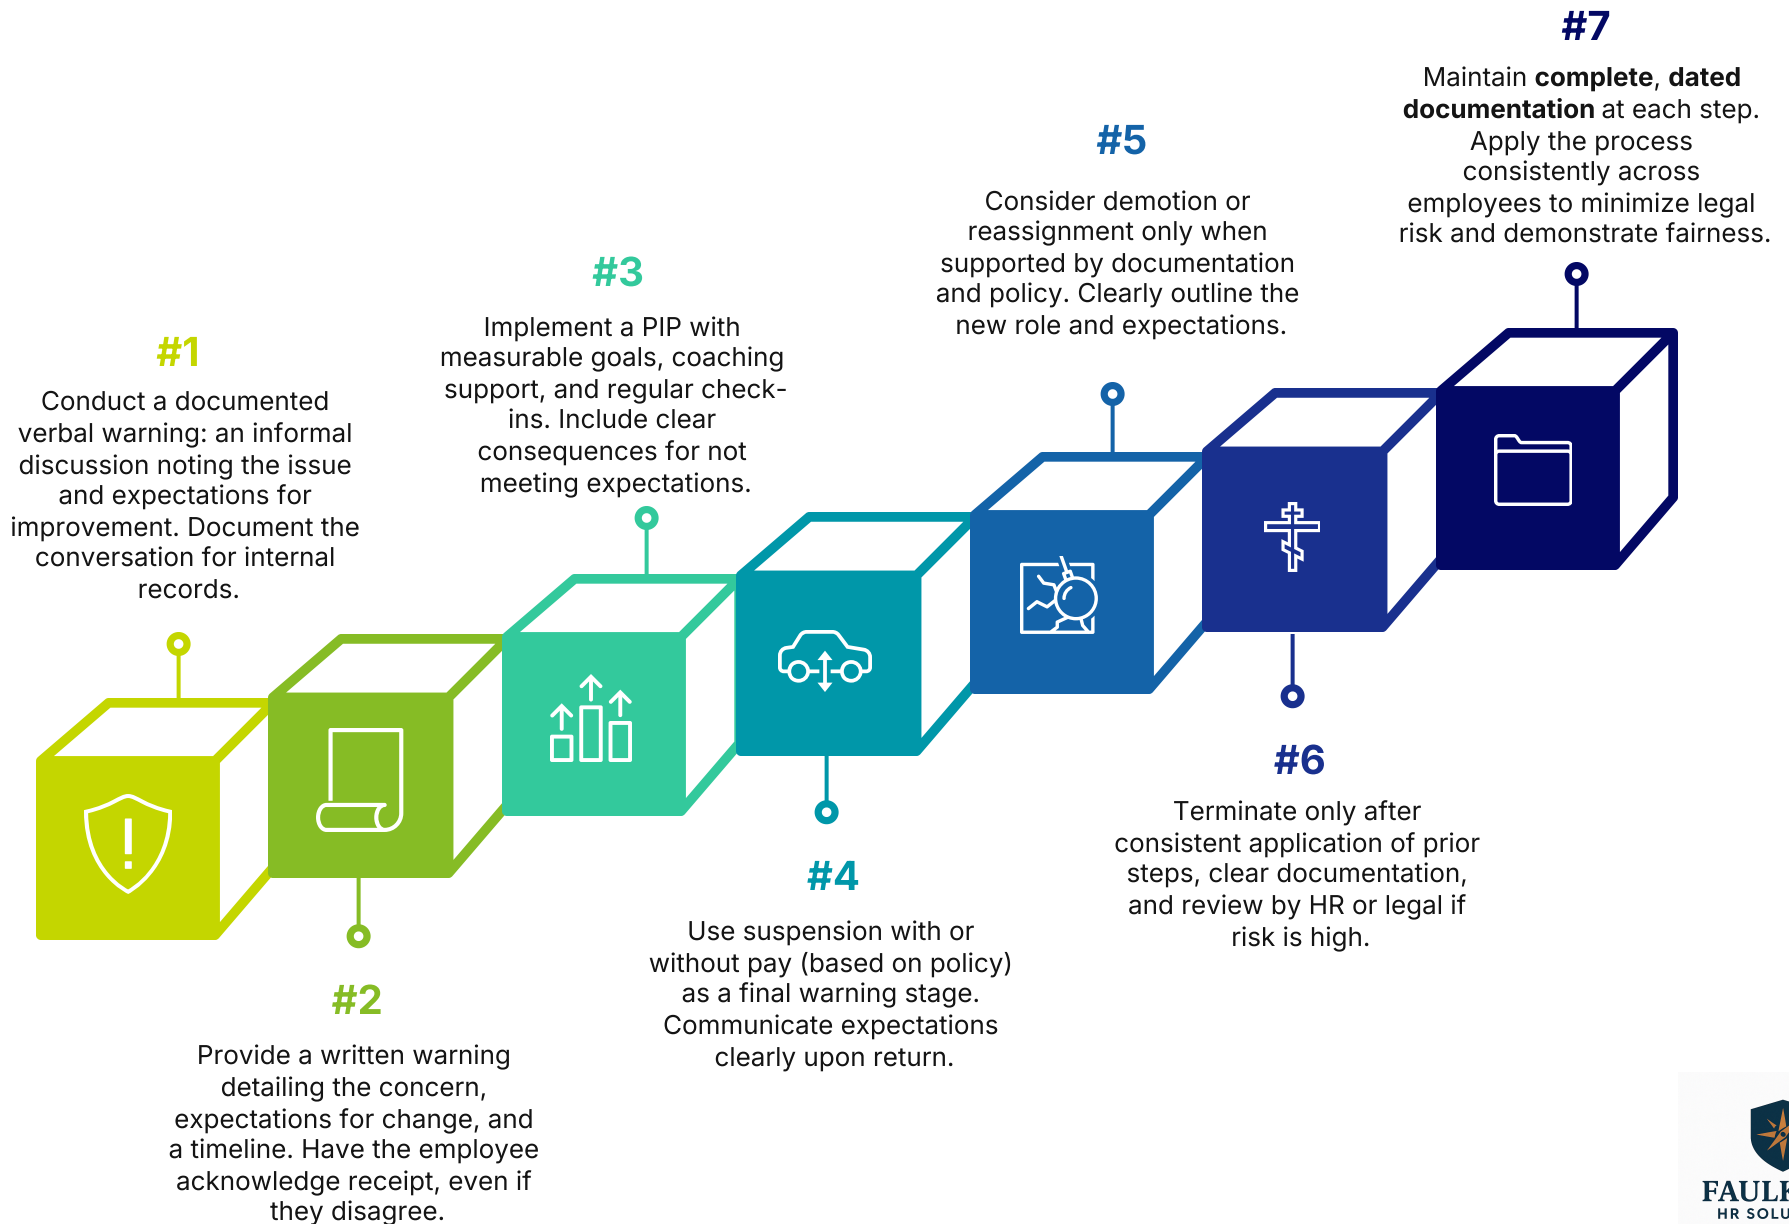 #1
Conduct a documented
verbal warning: an informal
discussion noting the issue
and expectations for
improvement. Document the
conversation for internal
records.
#2
Provide a written warning
detailing the concern,
expectations for change, and
a timeline. Have the employee
acknowledge receipt, even if
they disagree.
#3
Implement a PIP with
measurable goals, coaching
support, and regular check-
ins. Include clear
consequences for not
meeting expectations.
#4
Use suspension with or
without pay (based on policy)
as a final warning stage.
Communicate expectations
clearly upon return.
#5
Consider demotion or
reassignment only when
supported by documentation
and policy. Clearly outline the
new role and expectations.
#6
Terminate only after
consistent application of prior
steps, clear documentation,
and review by HR or legal if
risk is high.
#7
Maintain complete, dated
documentation at each step.
Apply the process
consistently across
employees to minimize legal
risk and demonstrate fairness.
HR